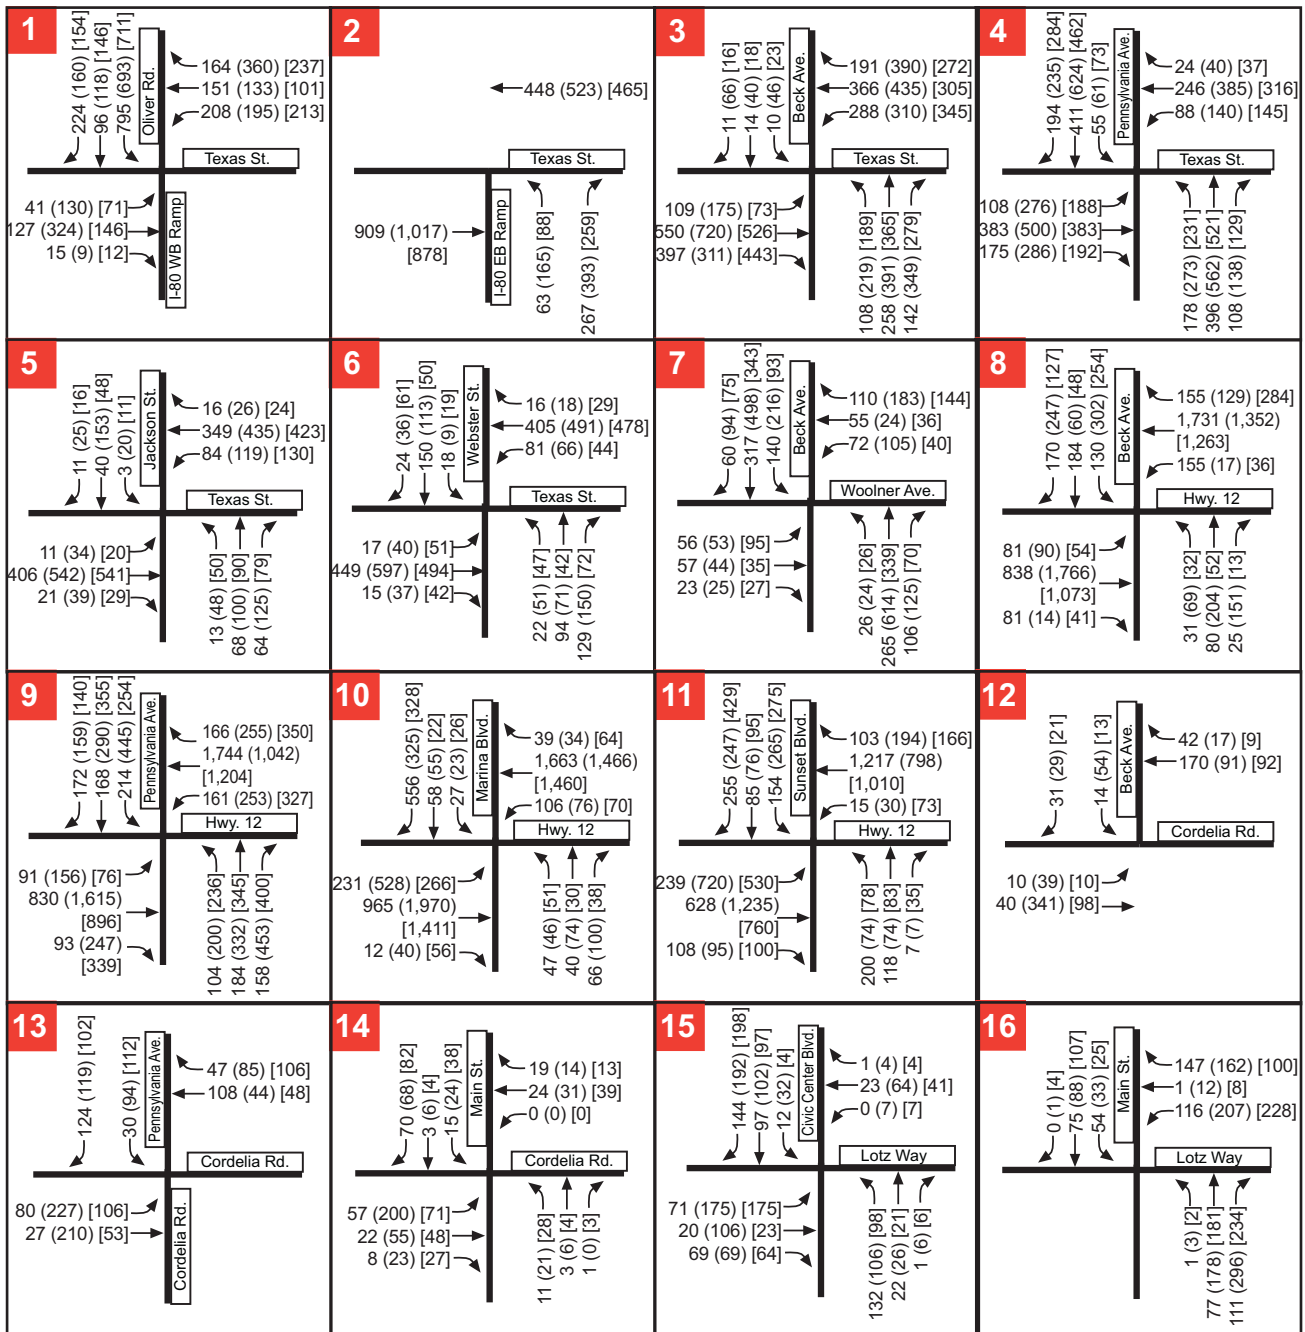 1
224 (160) [154]
96 (118) [146]
795 (693) [711]
Oliver Rd.
164 (360) [237]
151 (133) [101]
208 (195) [213]
Texas St.
41 (130) [71]
127 (324) [146]
15 (9) [12]
I-80 WB Ramp
2
448 (523) [465]
Texas St.
909 (1,017)
[878]
I-80 EB Ramp
63 (165) [88]
267 (393) [259]
3
11 (66) [16]
14 (40) [18]
10 (46) [23]
Beck Ave.
191 (390) [272]
366 (435) [305]
288 (310) [345]
Texas St.
109 (175) [73]
550 (720) [526]
397 (311) [443]
108 (219) [189]
258 (391) [365]
142 (349) [279]
4
194 (235) [284]
411 (624) [462]
55 (61) [73]
Pennsylvania Ave.
24 (40) [37]
246 (385) [316]
88 (140) [145]
Texas St.
108 (276) [188]
383 (500) [383]
175 (286) [192]
178 (273) [231]
396 (562) [521]
108 (138) [129]
5
11 (25) [16]
40 (153) [48]
3 (20) [11]
Jackson St.
16 (26) [24]
349 (435) [423]
84 (119) [130]
Texas St.
11 (34) [20]
406 (542) [541]
21 (39) [29]
13 (48) [50]
68 (100) [90]
64 (125) [79]
6
24 (36) [61]
150 (113) [50]
18 (9) [19]
Webster St.
16 (18) [29]
405 (491) [478]
81 (66) [44]
Texas St.
17 (40) [51]
449 (597) [494]
15 (37) [42]
22 (51) [47]
94 (71) [42]
129 (150) [72]
7
60 (94) [75]
317 (498) [343]
140 (216) [93]
Beck Ave.
110 (183) [144]
55 (24) [36]
72 (105) [40]
Woolner Ave.
56 (53) [95]
57 (44) [35]
23 (25) [27]
26 (24) [26]
265 (614) [339]
106 (125) [70]
8
170 (247) [127]
184 (60) [48]
130 (302) [254]
Beck Ave.
155 (129) [284]
1,731 (1,352)
[1,263]
155 (17) [36]
Hwy. 12
81 (90) [54]
838 (1,766)
[1,073]
81 (14) [41]
31 (69) [32]
80 (204) [52]
25 (151) [13]
9
172 (159) [140]
168 (290) [355]
214 (445) [254]
Pennsylvania Ave.
166 (255) [350]
1,744 (1,042)
[1,204]
161 (253) [327]
Hwy. 12
91 (156) [76]
830 (1,615)
[896]
93 (247)
[339]
104 (200) [236]
184 (332) [345]
158 (453) [400]
10
556 (325) [328]
58 (55) [22]
27 (23) [26]
Marina Blvd.
39 (34) [64]
1,663 (1,466)
[1,460]
106 (76) [70]
Hwy. 12
231 (528) [266]
965 (1,970)
[1,411]
12 (40) [56]
47 (46) [51]
40 (74) [30]
66 (100) [38]
11
255 (247) [429]
85 (76) [95]
154 (265) [275]
Sunset Blvd.
103 (194) [166]
1,217 (798)
[1,010]
15 (30) [73]
Hwy. 12
239 (720) [530]
628 (1,235)
[760]
108 (95) [100]
200 (74) [78]
118 (74) [83]
7 (7) [35]
12
31 (29) [21]
14 (54) [13]
Beck Ave.
42 (17) [9]
170 (91) [92]
Cordelia Rd.
10 (39) [10]
40 (341) [98]
13
124 (119) [102]
30 (94) [112]
Pennsylvania Ave.
47 (85) [106]
108 (44) [48]
Cordelia Rd.
80 (227) [106]
27 (210) [53]
Cordelia Rd.
14
70 (68) [82]
3 (6) [4]
15 (24) [38]
Main St.
19 (14) [13]
24 (31) [39]
0 (0) [0]
Cordelia Rd.
57 (200) [71]
22 (55) [48]
8 (23) [27]
11 (21) [28]
3 (6) [4]
1 (0) [3]
15
144 (192) [198]
97 (102) [97]
12 (32) [4]
Civic Center Blvd.
1 (4) [4]
23 (64) [41]
0 (7) [7]
Lotz Way
71 (175) [175]
20 (106) [23]
69 (69) [64]
132 (106) [98]
22 (26) [21]
1 (6) [6]
16
0 (1) [4]
75 (88) [107]
54 (33) [25]
Main St.
147 (162) [100]
1 (12) [8]
116 (207) [228]
Lotz Way
1 (3) [2]
77 (178) [181]
111 (296) [234]